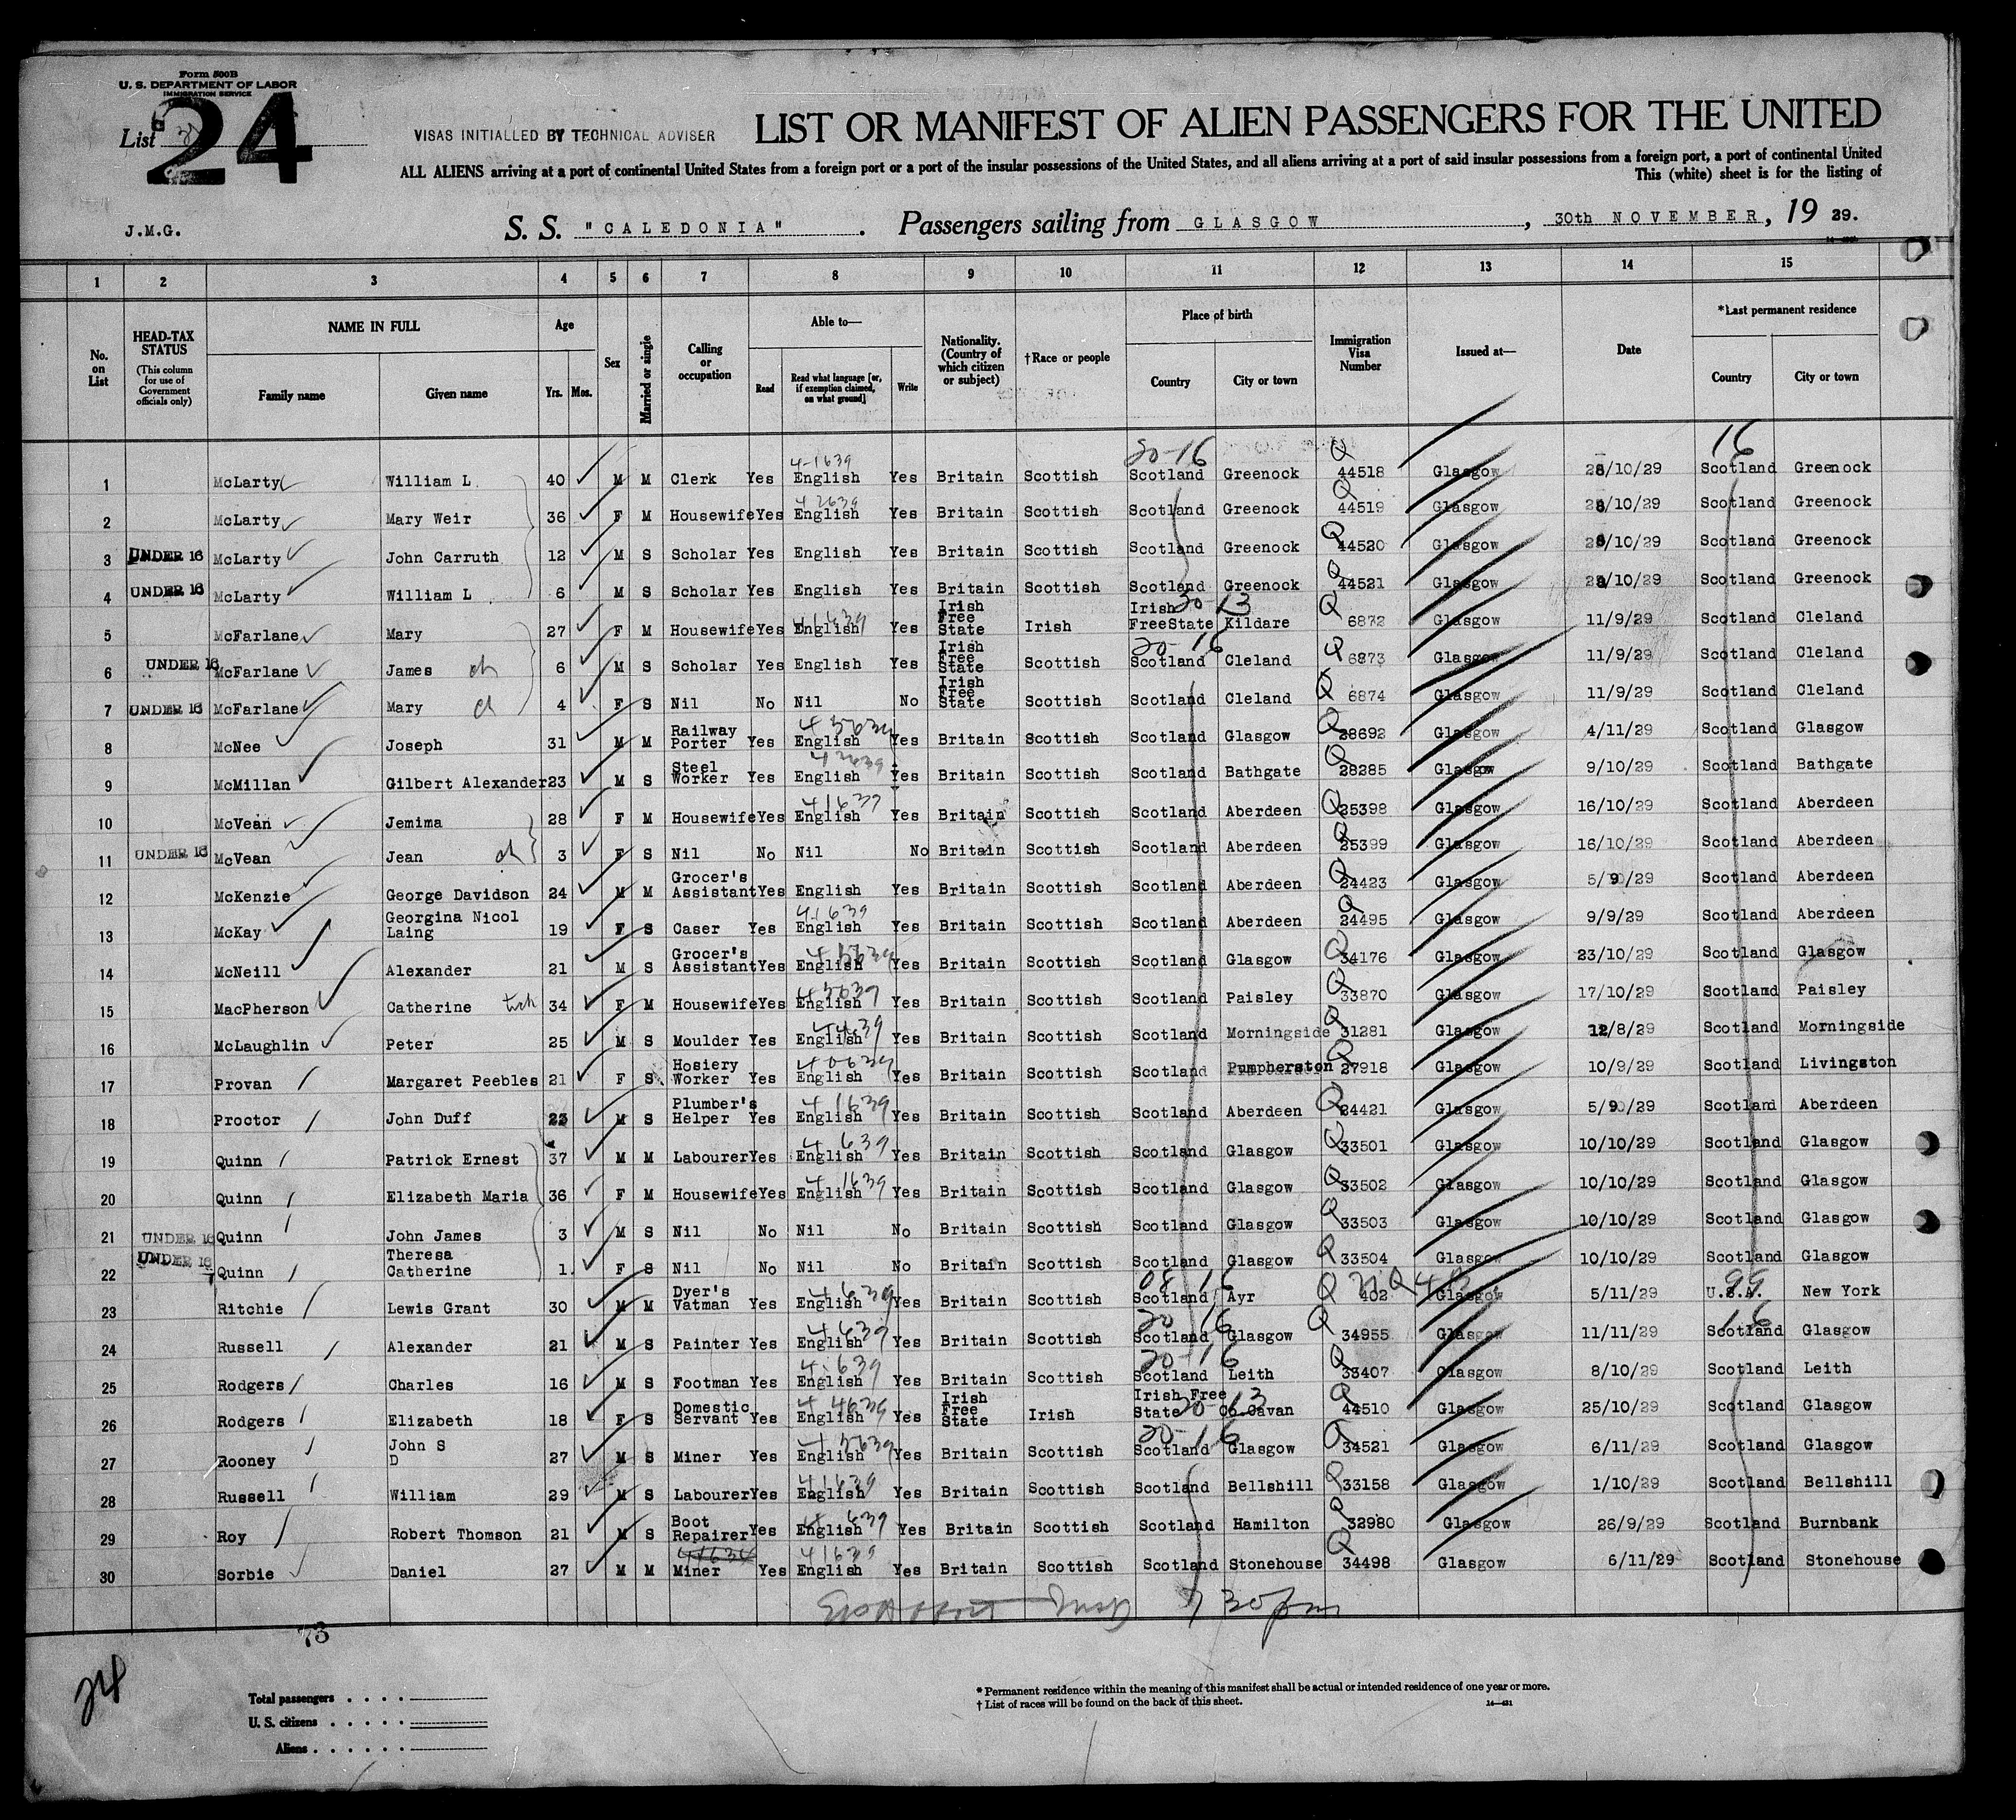 Form 500B
U. S. DEPARTMENT OF LABOR
IMMIGRATION SERVICE
List 24
VISAS INITIALLED BY TECHNICAL ADVISER
LIST OR MANIFEST OF ALIEN PASSENGERS FOR THE UNITED
ALL ALIENS arriving at a port of continental United States from a foreign port or a port of the insular possessions of the United States, and all aliens arriving at a port of said insular possessions from a foreign port, a port of continental United
This (white) sheet is for the listing of
J.M.G.
S. S. "CALEDONIA". Passengers sailing from GLASGOW, 30th NOVEMBER, 19 29.
1 2 3 4 5 6 7 8 9 10 11 12 13 14 15
No. on List
HEAD-TAX STATUS (This column for use of Government officials only)
NAME IN FULL Family name Given name
Age Yrs. Mos.
Sex
Married or single
Calling or occupation
Able to— Read Read what language [or, if exemption claimed, on what ground] Write
Nationality. (Country of which citizen or subject)
†Race or people
Place of birth Country City or town
Immigration Visa Number
Issued at—
Date
*Last permanent residence Country City or town
20-16 16
4-1639
1 McLarty William L. 40 M M Clerk Yes English Yes Britain Scottish Scotland Greenock Q 44518 Glasgow /10/29 Scotland Greenock
2 McLarty Mary Weir 36 F M Housewife Yes English Yes Britain Scottish Scotland Greenock Q 44519 Glasgow /10/29 Scotland Greenock
3 UNDER 16 McLarty John Carruth 12 M S Scholar Yes English Yes Britain Scottish Scotland Greenock Q 44520 Glasgow /10/29 Scotland Greenock
4 UNDER 16 McLarty William L. 6 M S Scholar Yes English Yes Britain Scottish Scotland Greenock Q 44521 Glasgow /10/29 Scotland Greenock
5 McFarlane Mary 27 F M Housewife Yes English Yes Irish Free State Irish Irish FreeState Kildare Q 6872 Glasgow 11/9/29 Scotland Cleland
6 UNDER 16 McFarlane James ch 6 M S Scholar Yes English Yes Irish Free State Scottish Scotland Cleland Q 6873 Glasgow 11/9/29 Scotland Cleland
7 UNDER 16 McFarlane Mary ch 4 F S Nil No Nil No Irish Free State Scottish Scotland Cleland Q 6874 Glasgow 11/9/29 Scotland Cleland
8 McNee Joseph 31 M M Railway Porter Yes English Yes Britain Scottish Scotland Glasgow Q 28692 Glasgow 4/11/29 Scotland Glasgow
9 McMillan Gilbert Alexander 23 M S Steel Worker Yes English Yes Britain Scottish Scotland Bathgate Q 28285 Glasgow 9/10/29 Scotland Bathgate
10 McVean Jemima 28 F M Housewife Yes English Yes Britain Scottish Scotland Aberdeen Q 35398 Glasgow 16/10/29 Scotland Aberdeen
11 UNDER 16 McVean Jean ch 3 F S Nil No Nil No Britain Scottish Scotland Aberdeen Q 35399 Glasgow 16/10/29 Scotland Aberdeen
12 McKenzie George Davidson 24 M M Grocer's Assistant Yes English Yes Britain Scottish Scotland Aberdeen Q 24423 Glasgow 5/9/29 Scotland Aberdeen
13 McKay Georgina Nicol Laing 19 F S Caser Yes English Yes Britain Scottish Scotland Aberdeen Q 24495 Glasgow 9/9/29 Scotland Aberdeen
14 McNeill Alexander 21 M S Grocer's Assistant Yes English Yes Britain Scottish Scotland Glasgow Q 34176 Glasgow 23/10/29 Scotland Glasgow
15 MacPherson Catherine 34 F M Housewife Yes English Yes Britain Scottish Scotland Paisley Q 33870 Glasgow 17/10/29 Scotland Paisley
16 McLaughlin Peter 25 M S Moulder Yes English Yes Britain Scottish Scotland Morningside Q 31281 Glasgow 12/8/29 Scotland Morningside
17 Provan Margaret Peebles 21 F S Hosiery Worker Yes English Yes Britain Scottish Scotland Pumpherston Q 27918 Glasgow 10/9/29 Scotland Livingston
18 Proctor John Duff M S Plumber's Helper Yes English Yes Britain Scottish Scotland Aberdeen Q 24421 Glasgow 5/9/29 Scotland Aberdeen
19 Quinn Patrick Ernest 37 M M Labourer Yes English Yes Britain Scottish Scotland Glasgow Q 33501 Glasgow 10/10/29 Scotland Glasgow
20 Quinn Elizabeth Maria 36 F M Housewife Yes English Yes Britain Scottish Scotland Glasgow Q 33502 Glasgow 10/10/29 Scotland Glasgow
21 UNDER 16 Quinn John James 3 M S Nil No Nil No Britain Scottish Scotland Glasgow Q 33503 Glasgow 10/10/29 Scotland Glasgow
22 UNDER 16 Quinn Theresa Catherine 1 F S Nil No Nil No Britain Scottish Scotland Glasgow Q 33504 Glasgow 10/10/29 Scotland Glasgow
23 Ritchie Lewis Grant 30 M M Dyer's Vatman Yes English Yes Britain Scottish Scotland Ayr Q 402 Glasgow 5/11/29 U.S.A. New York
24 Russell Alexander 21 M S Painter Yes English Yes Britain Scottish Scotland Glasgow Q 34955 Glasgow 11/11/29 Scotland Glasgow
25 Rodgers Charles 16 M S Footman Yes English Yes Britain Scottish Scotland Leith Q 33407 Glasgow 8/10/29 Scotland Leith
26 Rodgers Elizabeth 18 F S Domestic Servant Yes English Yes Irish Free State Irish Irish Free State Co.Cavan Q 44510 Glasgow 25/10/29 Scotland Glasgow
27 Rooney John S D 27 M S Miner Yes English Yes Britain Scottish Scotland Glasgow Q 34521 Glasgow 6/11/29 Scotland Glasgow
28 Russell William 29 M S Labourer Yes English Yes Britain Scottish Scotland Bellshill Q 33158 Glasgow 1/10/29 Scotland Bellshill
29 Roy Robert Thomson 21 M S Boot Repairer Yes English Yes Britain Scottish Scotland Hamilton Q 32980 Glasgow 26/9/29 Scotland Burnbank
30 Sorbie Daniel 27 M M Miner Yes English Yes Britain Scottish Scotland Stonehouse Q 34498 Glasgow 6/11/29 Scotland Stonehouse
7 30 pm
73
24
Total passengers . . . .
U. S. citizens . . . . .
Aliens . . . . . .
* Permanent residence within the meaning of this manifest shall be actual or intended residence of one year or more.
† List of races will be found on the back of this sheet.
14—421